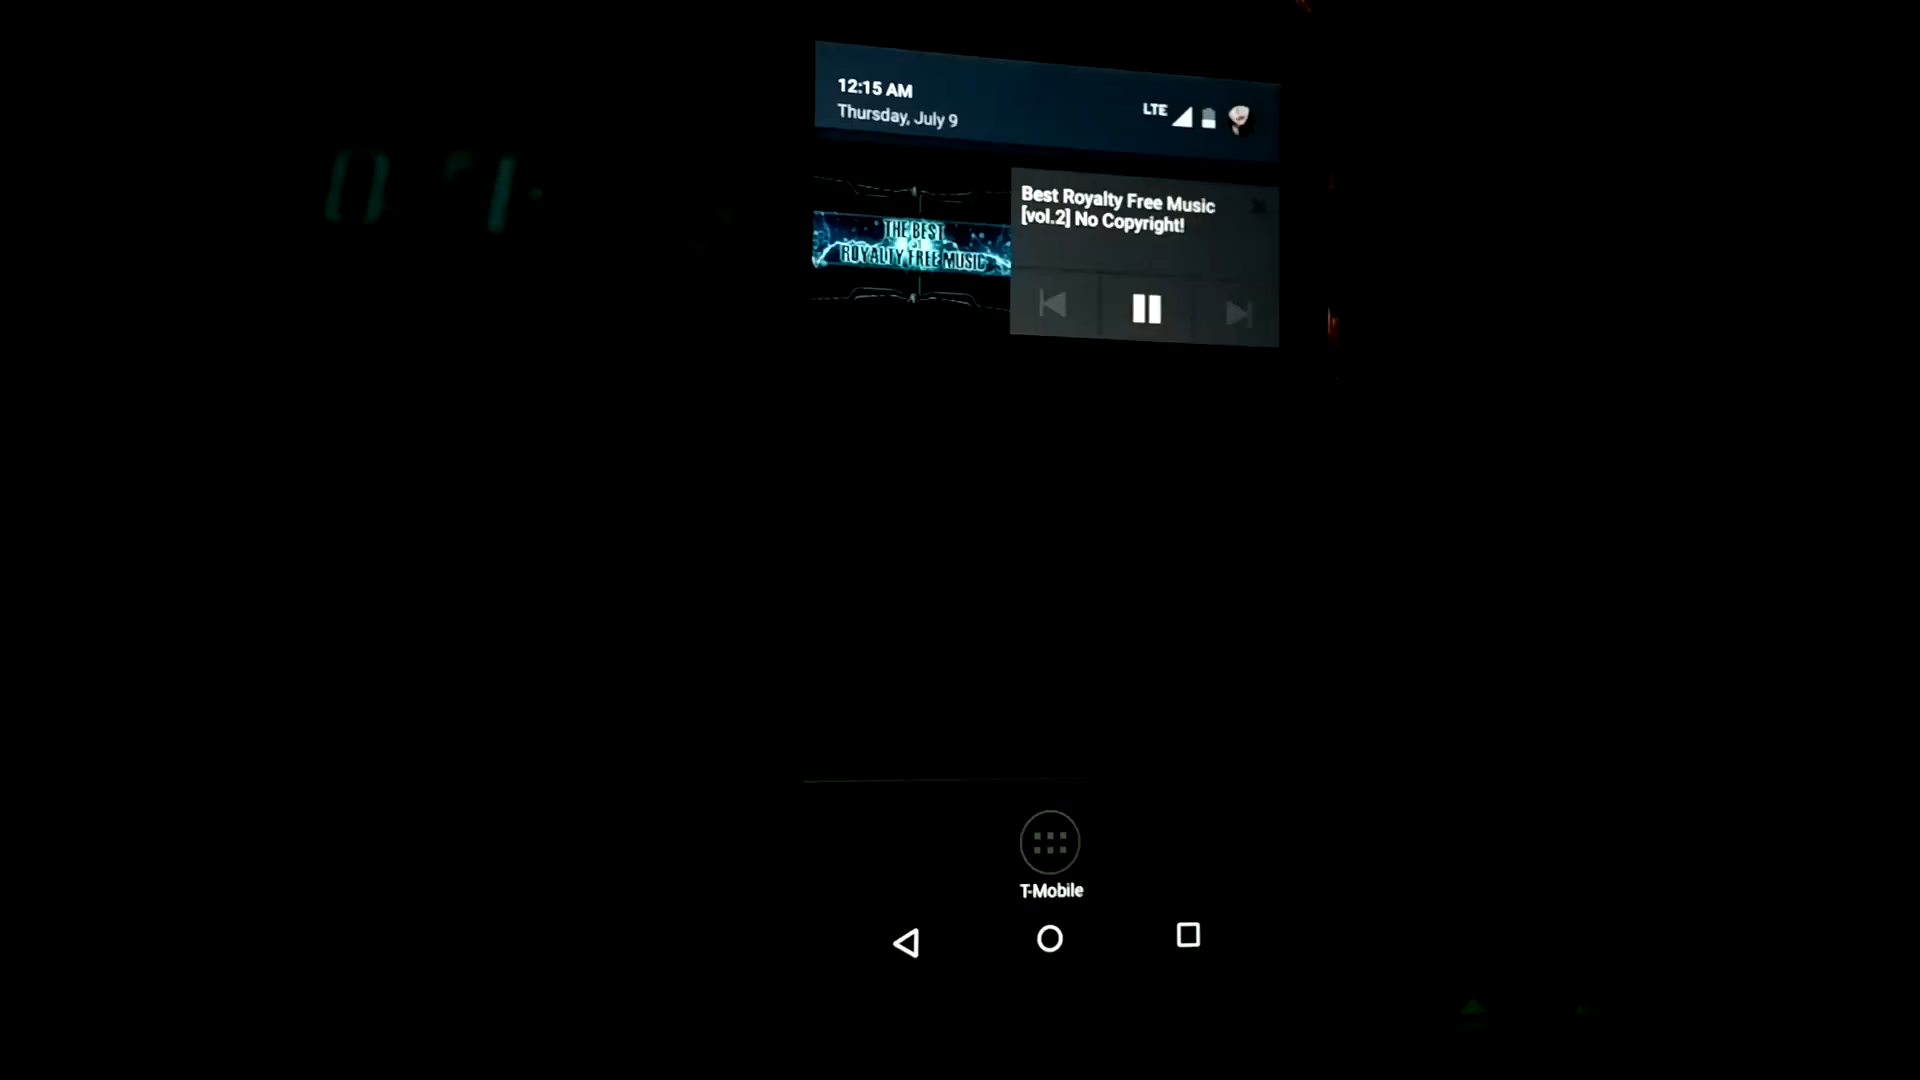 12:15 AM
Thursday, July 9
LTE
THE BEST
ROYALTY FREE MUSIC
Best Royalty Free Music
[vol.2] No Copyright!
T-Mobile